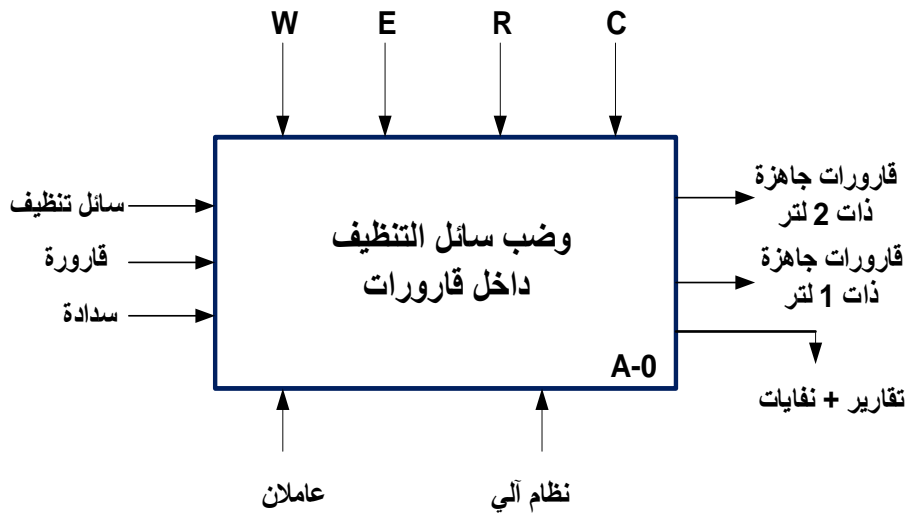 W E R C
قارورات جاهزة
ذات 2 لتر
سائل تنظيف
وضب سائل التنظيف
داخل قارورات
قارورة
قارورات جاهزة
ذات 1 لتر
سدادة
A-0
تقارير + نفايات
نظام آلي
عاملان